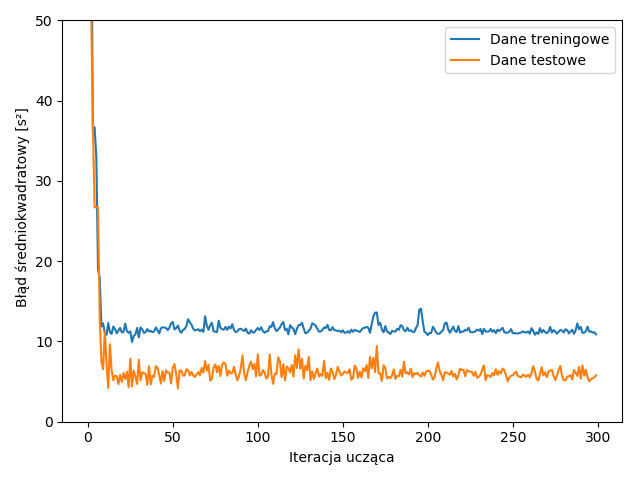 Dane treningowe
Dane testowe
Błąd średniokwadratowy [s²]
50
40
30
20
10
0
0 50 100 150 200 250 300
Iteracja ucząca